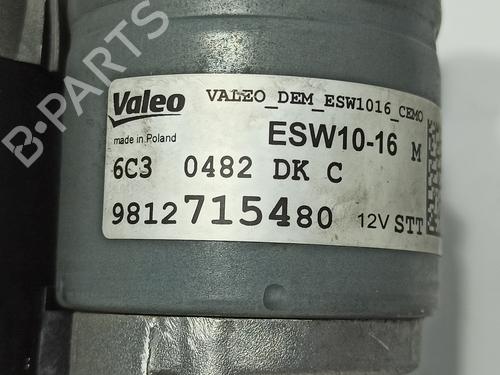 B-PARTS
Valeo VALEO_DEM_ESW1016_CEMO
made in Poland ESW10-16 M
6C3 0482 DK C
9812715480 12V STT